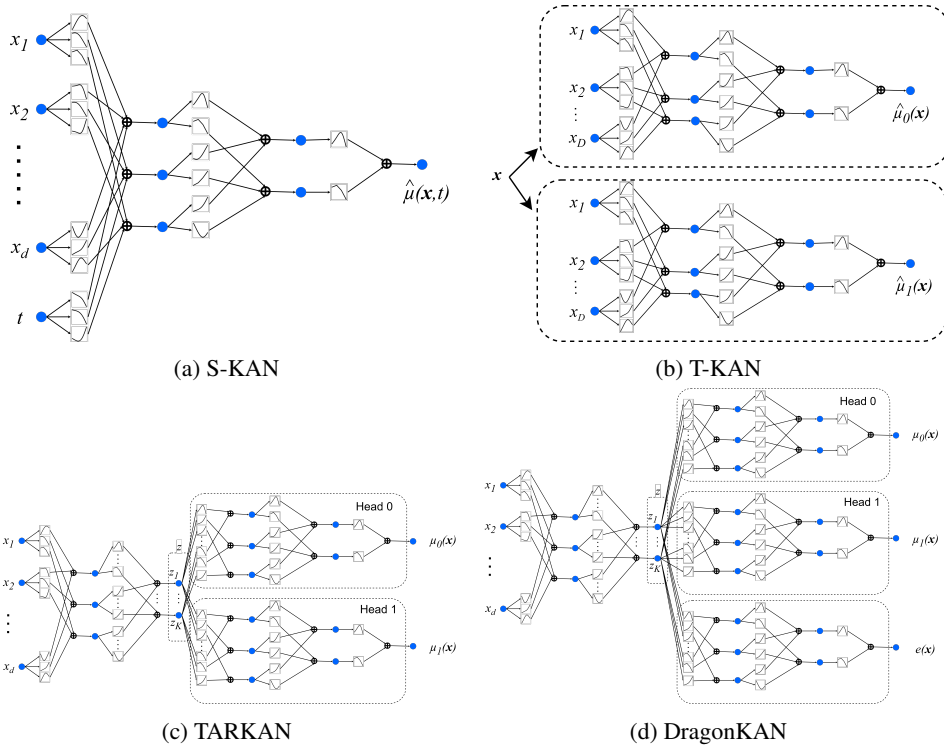 x1
x2
xd
t
μ̂(x,t)
(a) S-KAN
x
x1
x2
...
xD
μ̂0(x)
x1
x2
...
xD
μ̂1(x)
(b) T-KAN
x1
x2
xd
z
z1
zK
Head 0
μ0(x)
Head 1
μ1(x)
(c) TARKAN
x1
x2
xd
z
z1
zK
Head 0
μ0(x)
Head 1
μ1(x)
e(x)
(d) DragonKAN